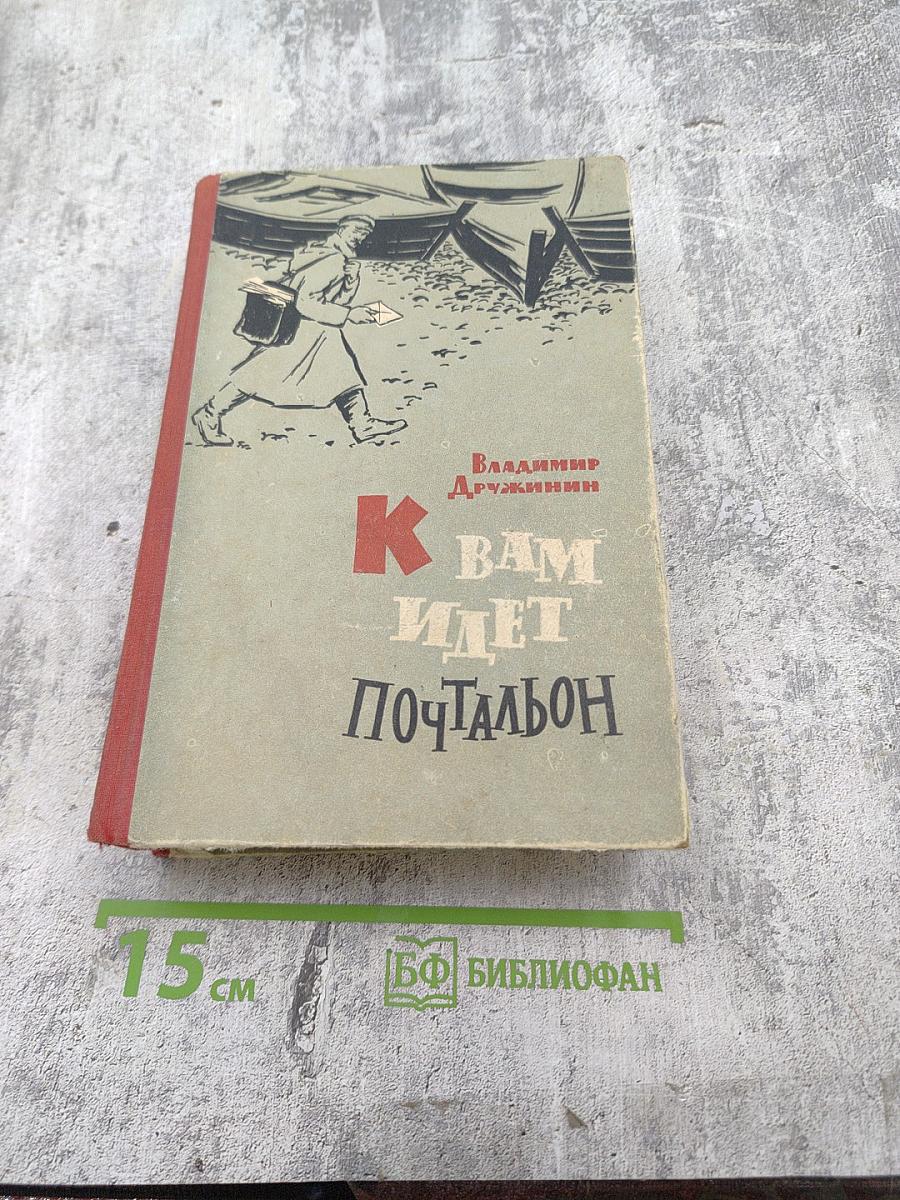 Владимир
Дружинин
К
ВАМ
ИДЕТ
ПОЧТАЛЬОН
15 см
БФ БИБЛИОФАН